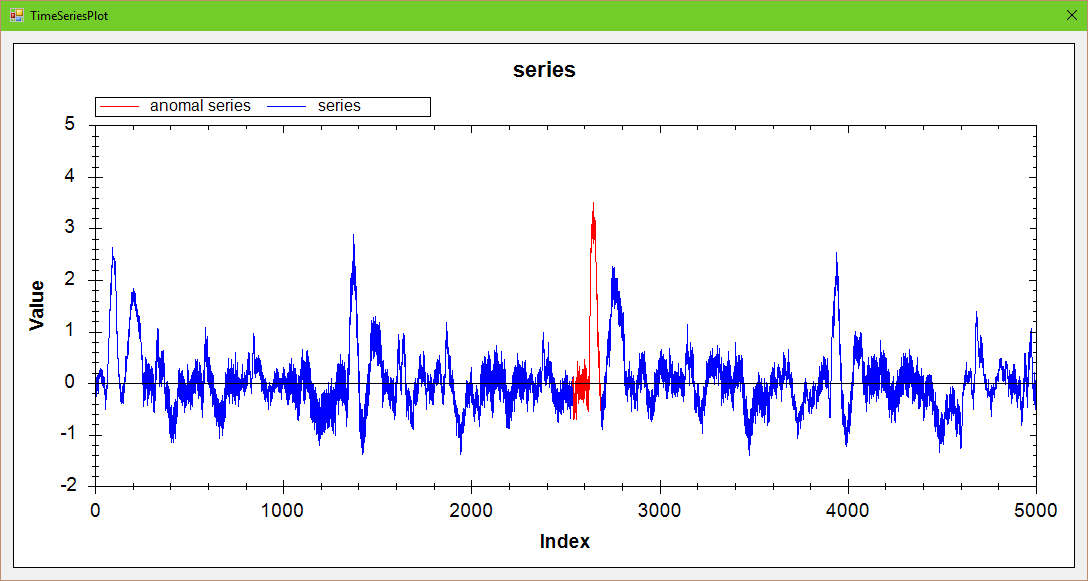 TimeSeriesPlot
series
anomal series series
5
4
3
2
1
0
-1
-2
0 1000 2000 3000 4000 5000
Value
Index